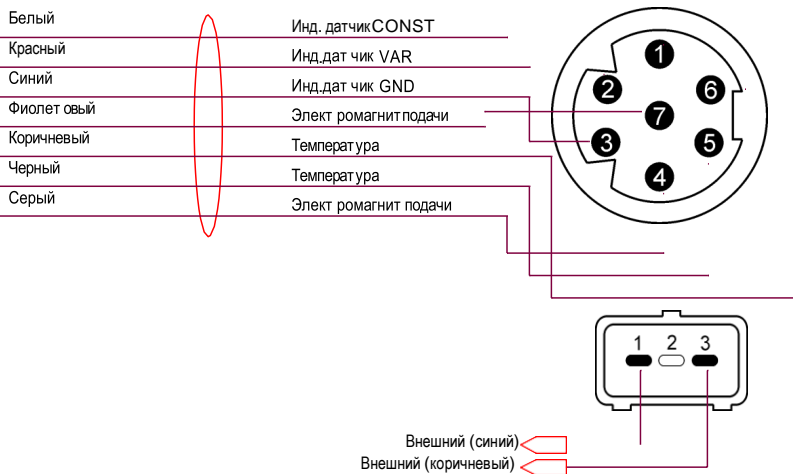 Белый Инд. датчик CONST
Красный Инд.дат чик VAR
Синий Инд.дат чик GND
Фиолет овый Элект ромагнит подачи
Коричневый Температура
Черный Температура
Серый Элект ромагнит подачи
1
2 6
7
3 5
4
1 2 3
Внешний (синий)
Внешний (коричневый)